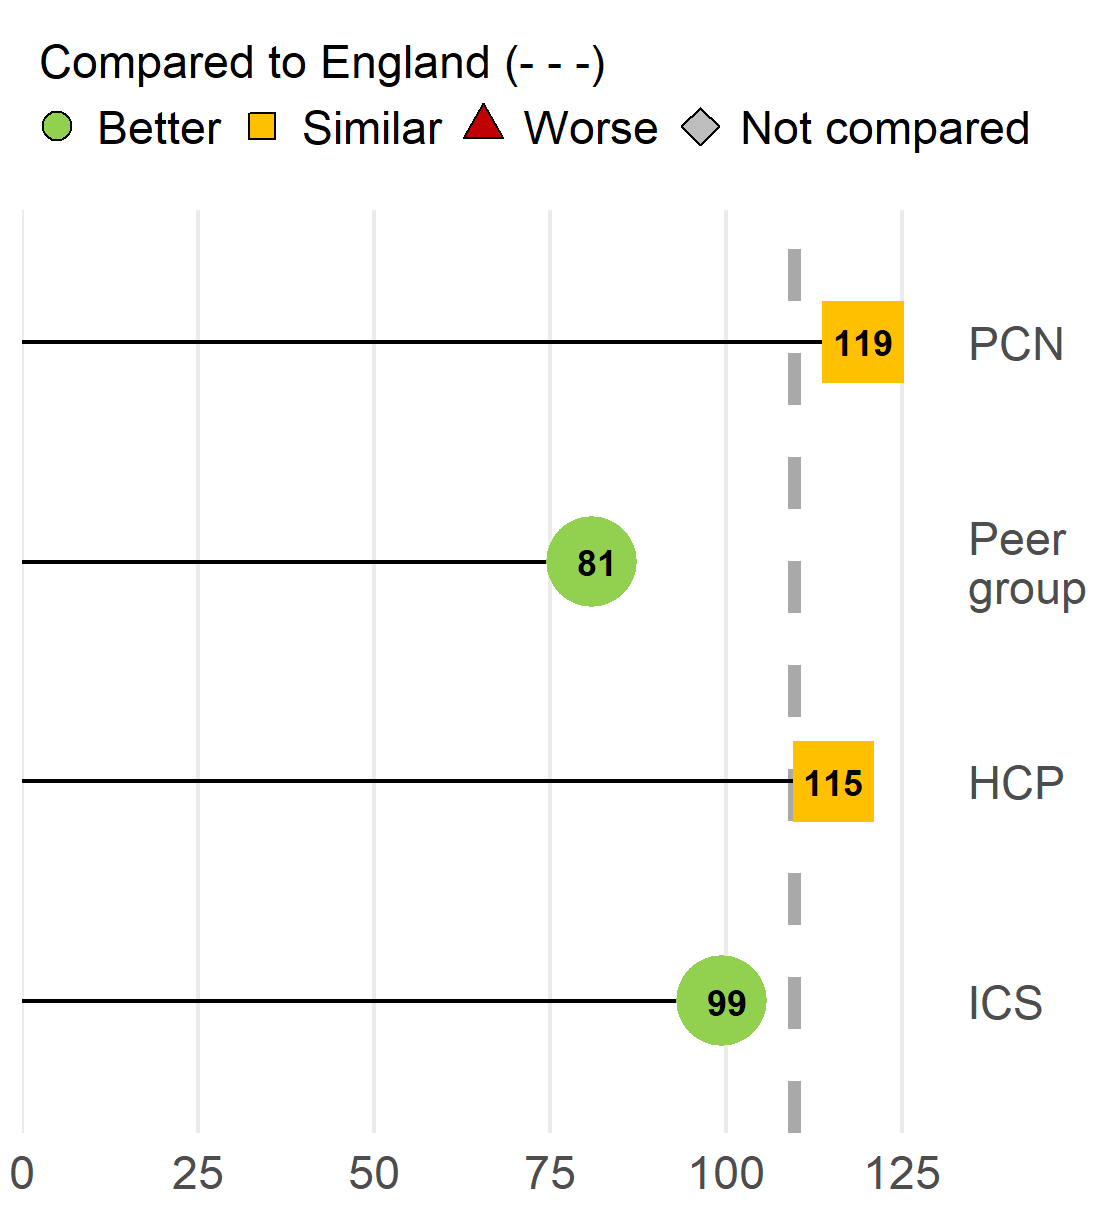 Compared to England (- - -)
Better Similar Worse Not compared
119 PCN
81 Peer
group
115 HCP
99 ICS
0 25 50 75 100 125